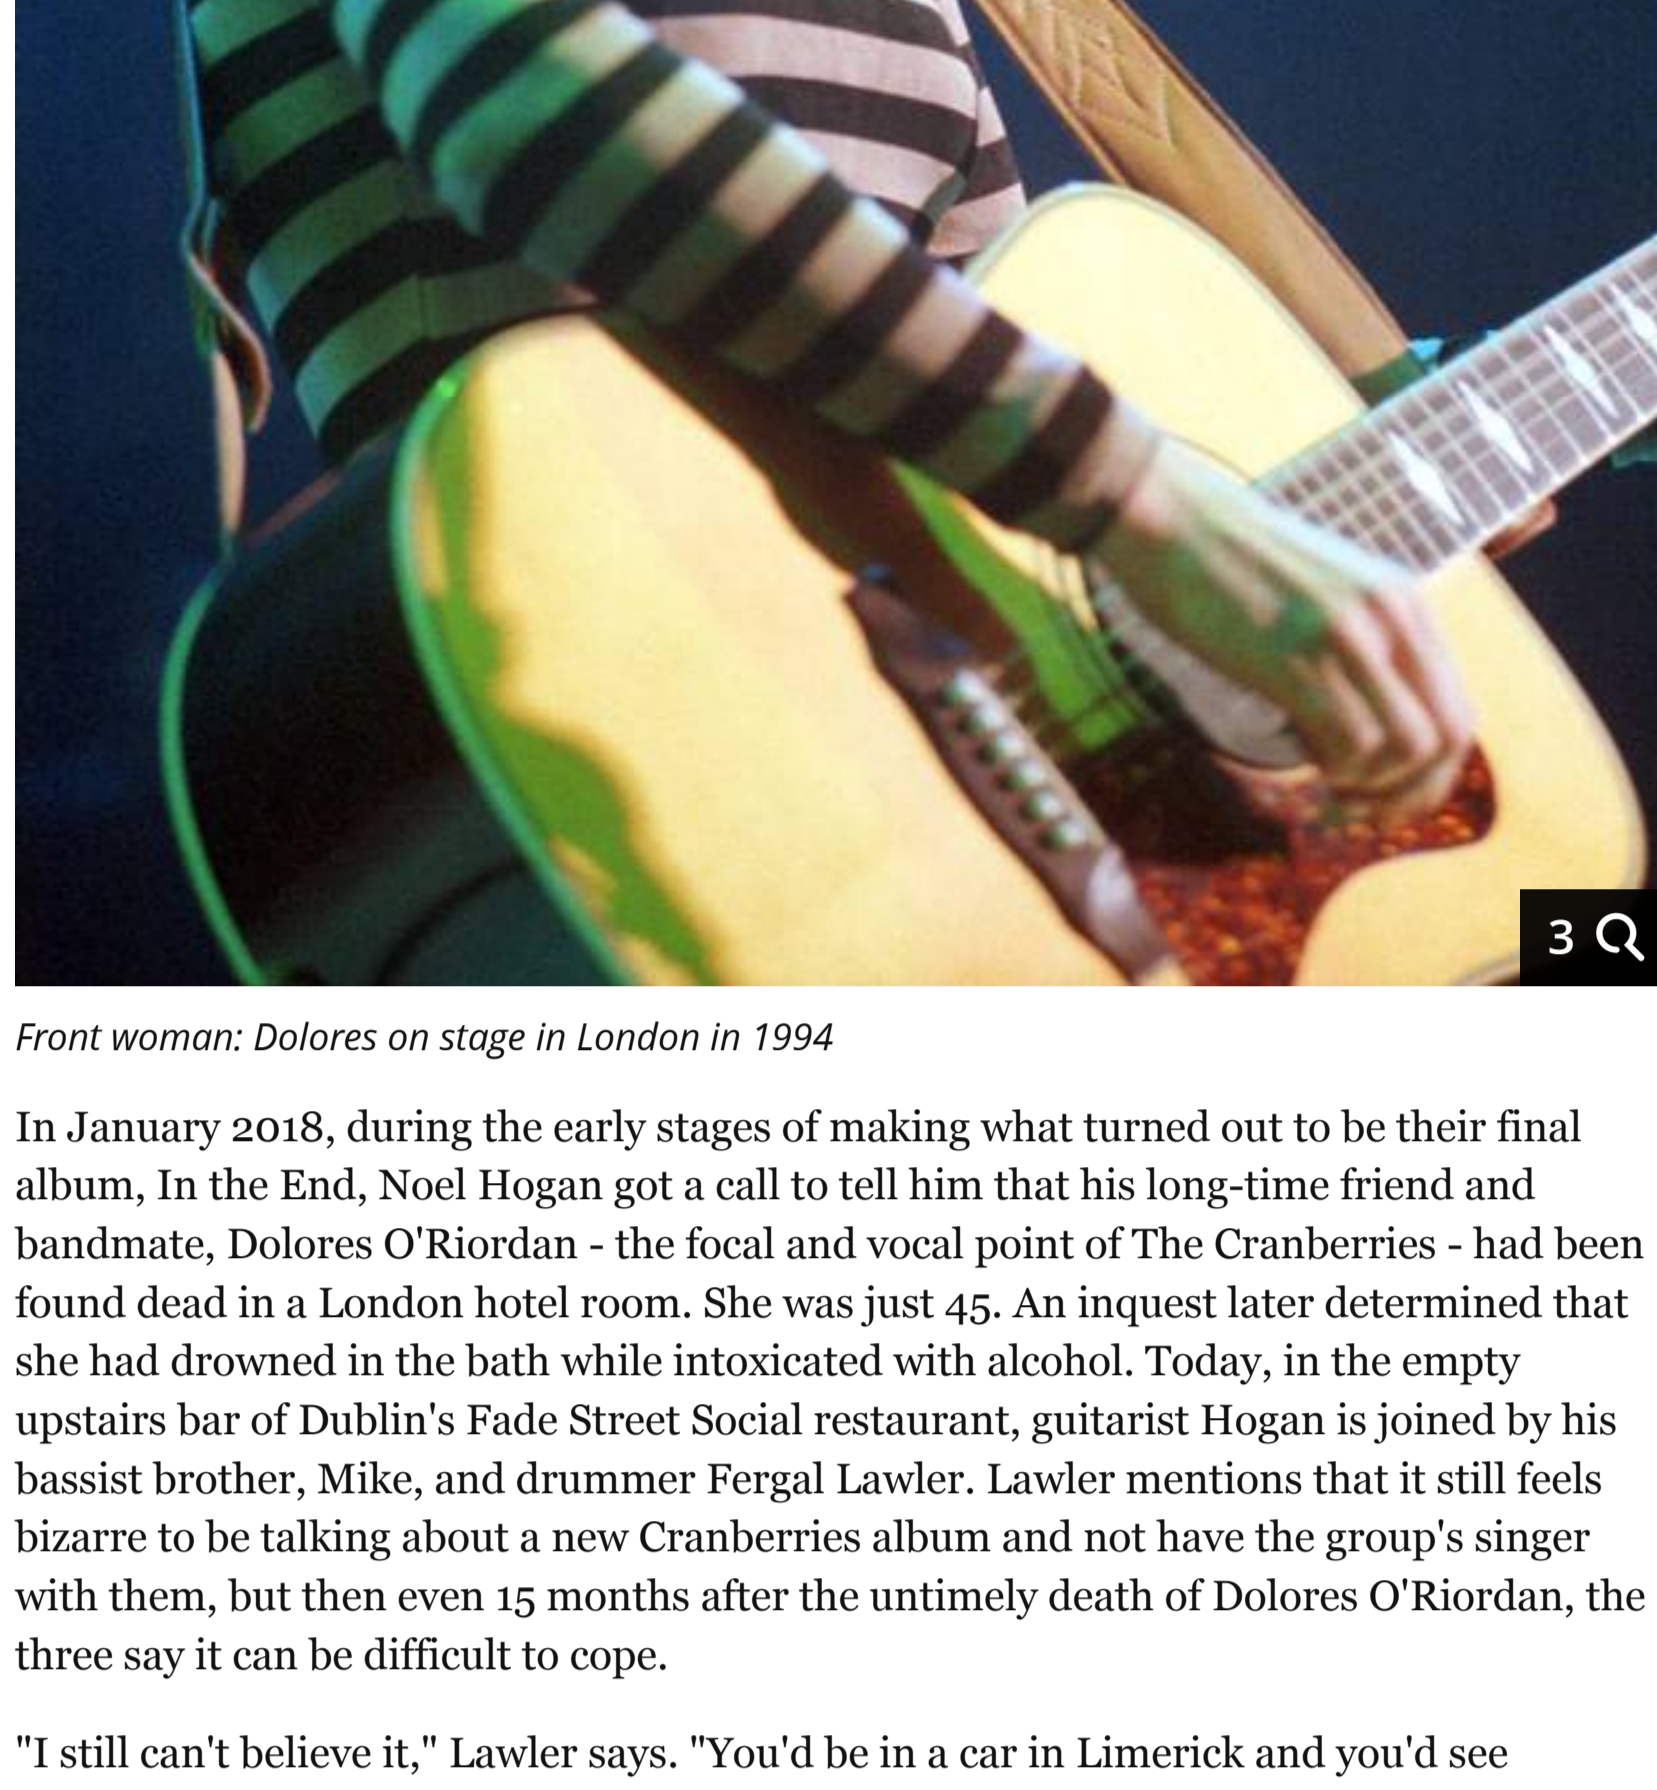 3
Front woman: Dolores on stage in London in 1994
In January 2018, during the early stages of making what turned out to be their final
album, In the End, Noel Hogan got a call to tell him that his long-time friend and
bandmate, Dolores O'Riordan - the focal and vocal point of The Cranberries - had been
found dead in a London hotel room. She was just 45. An inquest later determined that
she had drowned in the bath while intoxicated with alcohol. Today, in the empty
upstairs bar of Dublin's Fade Street Social restaurant, guitarist Hogan is joined by his
bassist brother, Mike, and drummer Fergal Lawler. Lawler mentions that it still feels
bizarre to be talking about a new Cranberries album and not have the group's singer
with them, but then even 15 months after the untimely death of Dolores O'Riordan, the
three say it can be difficult to cope.
"I still can't believe it," Lawler says. "You'd be in a car in Limerick and you'd see